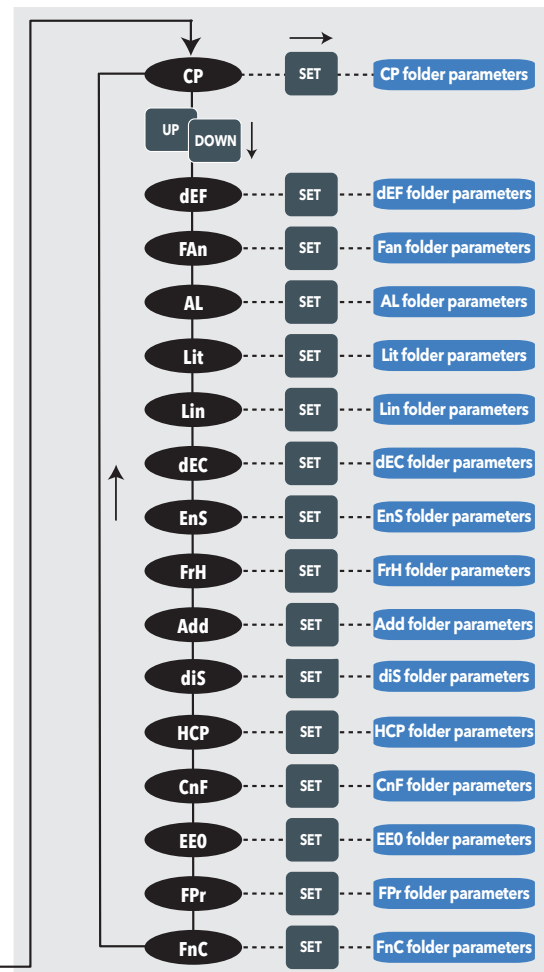 CP SET CP folder parameters
UP
DOWN
dEF SET dEF folder parameters
FAn SET Fan folder parameters
AL SET AL folder parameters
Lit SET Lit folder parameters
Lin SET Lin folder parameters
dEC SET dEC folder parameters
EnS SET EnS folder parameters
FrH SET FrH folder parameters
Add SET Add folder parameters
diS SET diS folder parameters
HCP SET HCP folder parameters
CnF SET CnF folder parameters
EE0 SET EE0 folder parameters
FPr SET FPr folder parameters
FnC SET FnC folder parameters